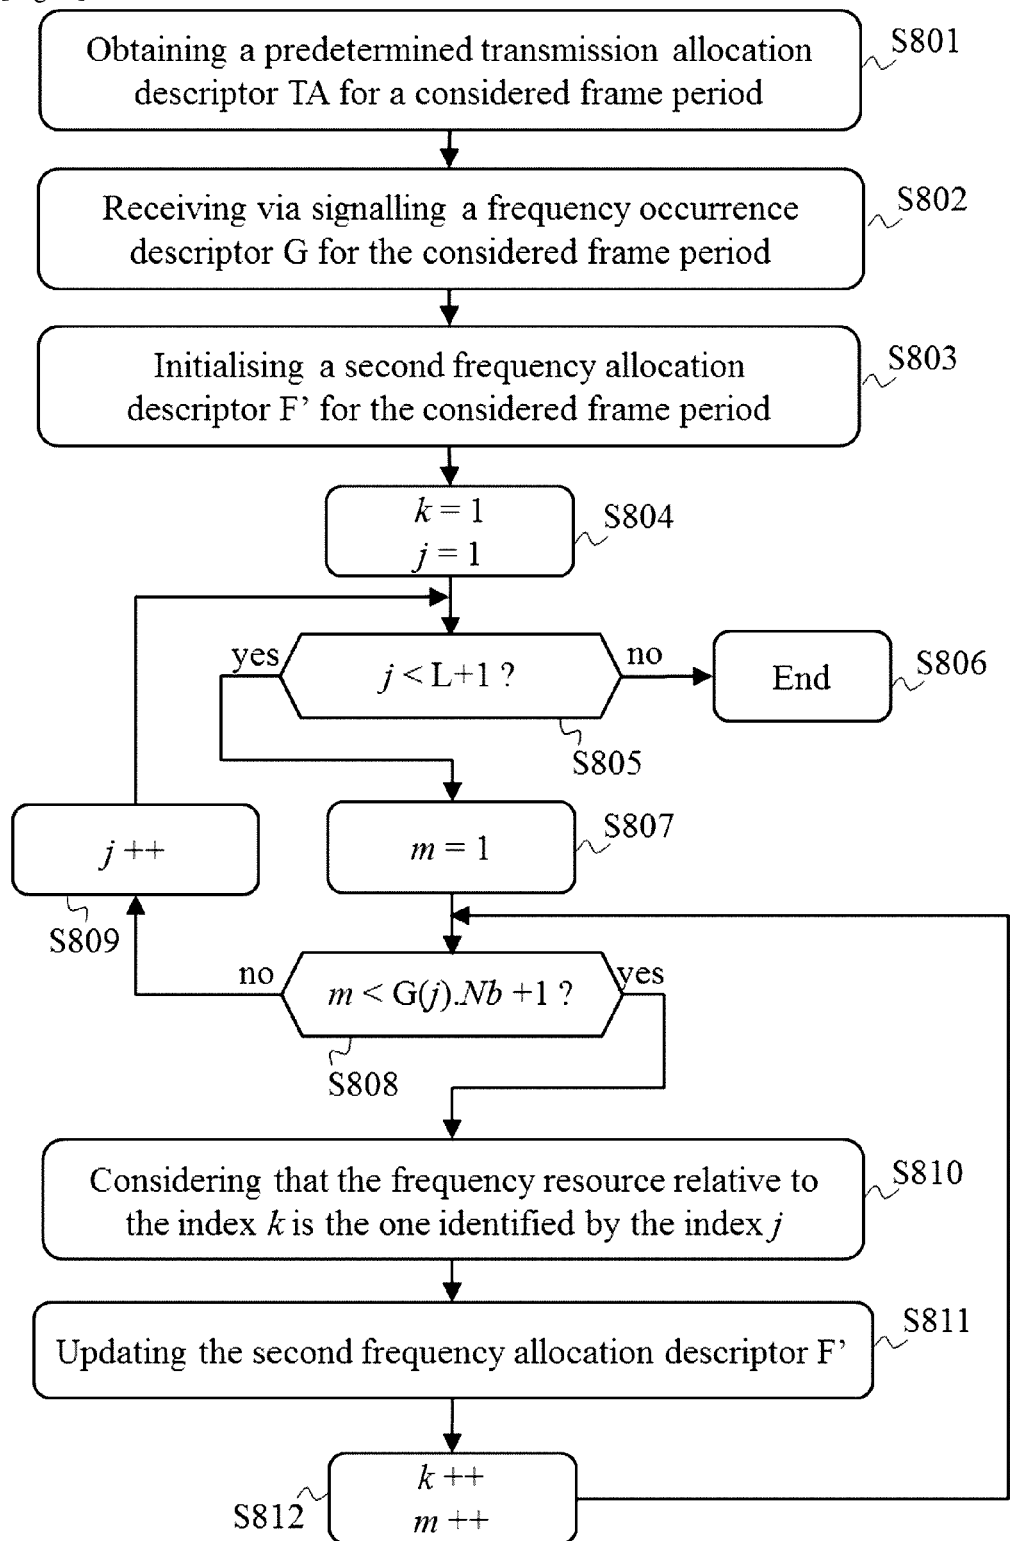 Obtaining a predetermined transmission allocation
descriptor TA for a considered frame period
S801
Receiving via signalling a frequency occurrence
descriptor G for the considered frame period
S802
Initialising a second frequency allocation
descriptor F’ for the considered frame period
S803
k = 1
j = 1
S804
yes
j < L+1 ?
no
S805
End
S806
m = 1
S807
j ++
S809
no
m < G(j).Nb +1 ?
yes
S808
Considering that the frequency resource relative to
the index k is the one identified by the index j
S810
Updating the second frequency allocation descriptor F’
S811
k ++
m ++
S812